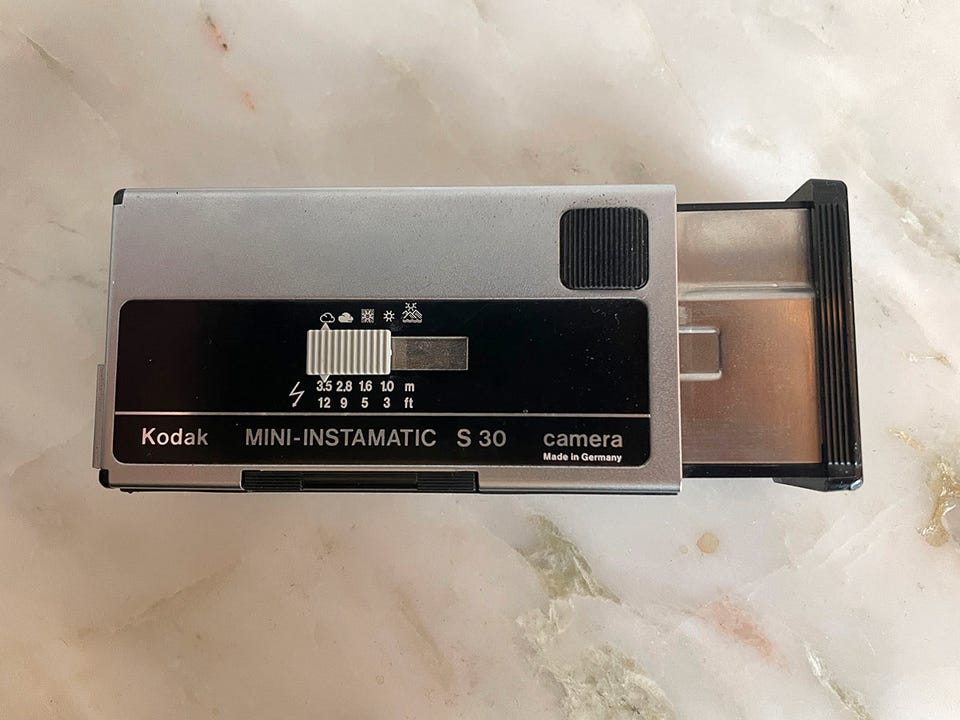 3.5 2.8 1.6 1.0 m
12 9 5 3 ft
Kodak MINI-INSTAMATIC S 30 camera
Made in Germany